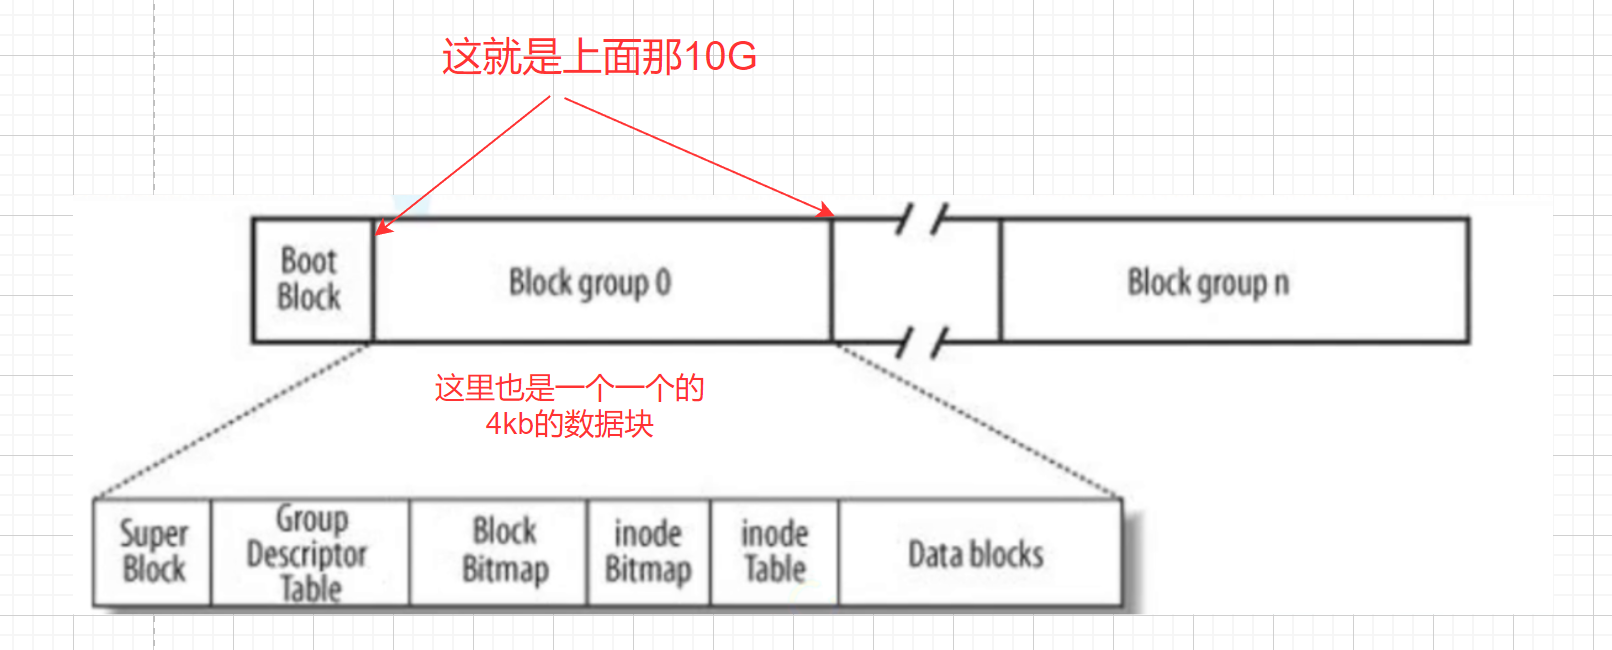 这就是上面那10G
Boot
Block
Block group 0
Block group n
这里也是一个一个的
4kb的数据块
Super
Block
Group
Descriptor
Table
Block
Bitmap
inode
Bitmap
inode
Table
Data blocks